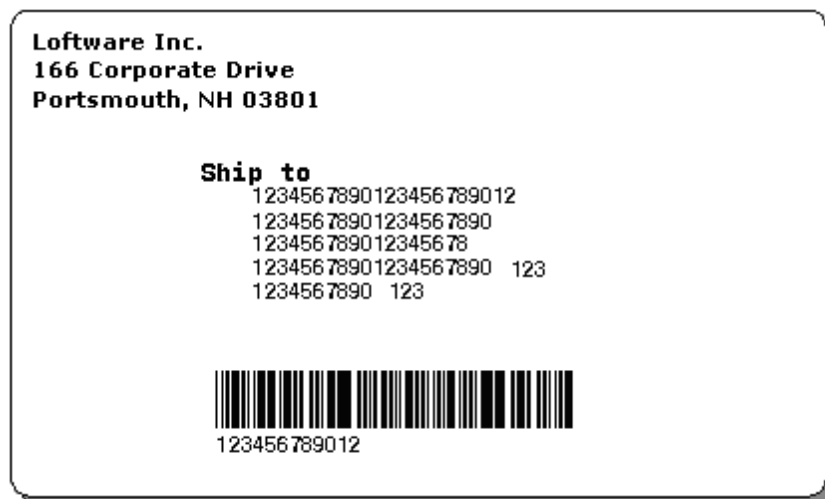 Loftware Inc.
166 Corporate Drive
Portsmouth, NH 03801
Ship to
1234567890123456789012
12345678901234567890
123456789012345678
12345678901234567890 123
1234567890 123
123456789012